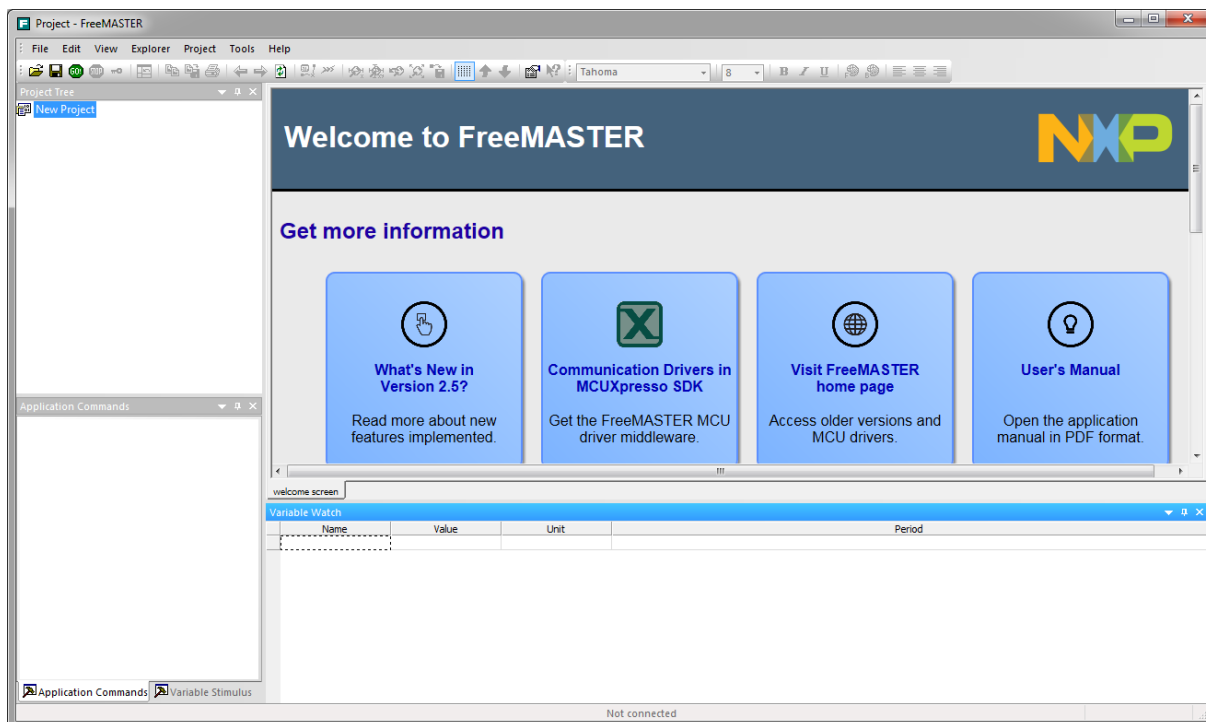 Project - FreeMASTER
File Edit View Explorer Project Tools Help
GO! Tahoma 8 B I U
Project Tree
New Project
Welcome to FreeMASTER
NXP
Get more information
What's New in
Version 2.5?
Read more about new
features implemented.
Communication Drivers in
MCUXpresso SDK
Get the FreeMASTER MCU
driver middleware.
Visit FreeMASTER
home page
Access older versions and
MCU drivers.
User's Manual
Open the application
manual in PDF format.
welcome screen
Application Commands
Variable Watch
Name Value Unit Period
Application Commands Variable Stimulus
Not connected